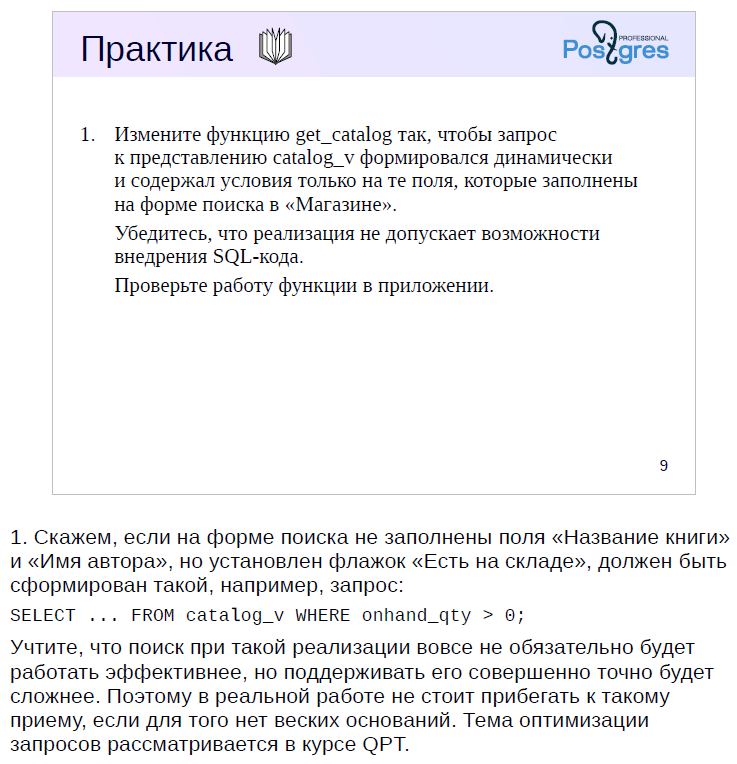 Практика
PROFESSIONAL
Postgres
1. Измените функцию get_catalog так, чтобы запрос
к представлению catalog_v формировался динамически
и содержал условия только на те поля, которые заполнены
на форме поиска в «Магазине».
Убедитесь, что реализация не допускает возможности
внедрения SQL-кода.
Проверьте работу функции в приложении.
9
1. Скажем, если на форме поиска не заполнены поля «Название книги»
и «Имя автора», но установлен флажок «Есть на складе», должен быть
сформирован такой, например, запрос:
SELECT ... FROM catalog_v WHERE onhand_qty > 0;
Учтите, что поиск при такой реализации вовсе не обязательно будет
работать эффективнее, но поддерживать его совершенно точно будет
сложнее. Поэтому в реальной работе не стоит прибегать к такому
приему, если для того нет веских оснований. Тема оптимизации
запросов рассматривается в курсе QPT.